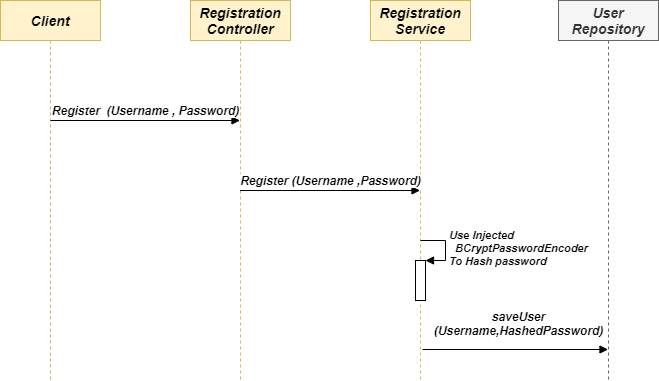 Client
Registration
Controller
Registration
Service
User
Repository
Register (Username , Password)
Register (Username ,Password)
Use Injected
BCryptPasswordEncoder
To Hash password
saveUser
(Username,HashedPassword)